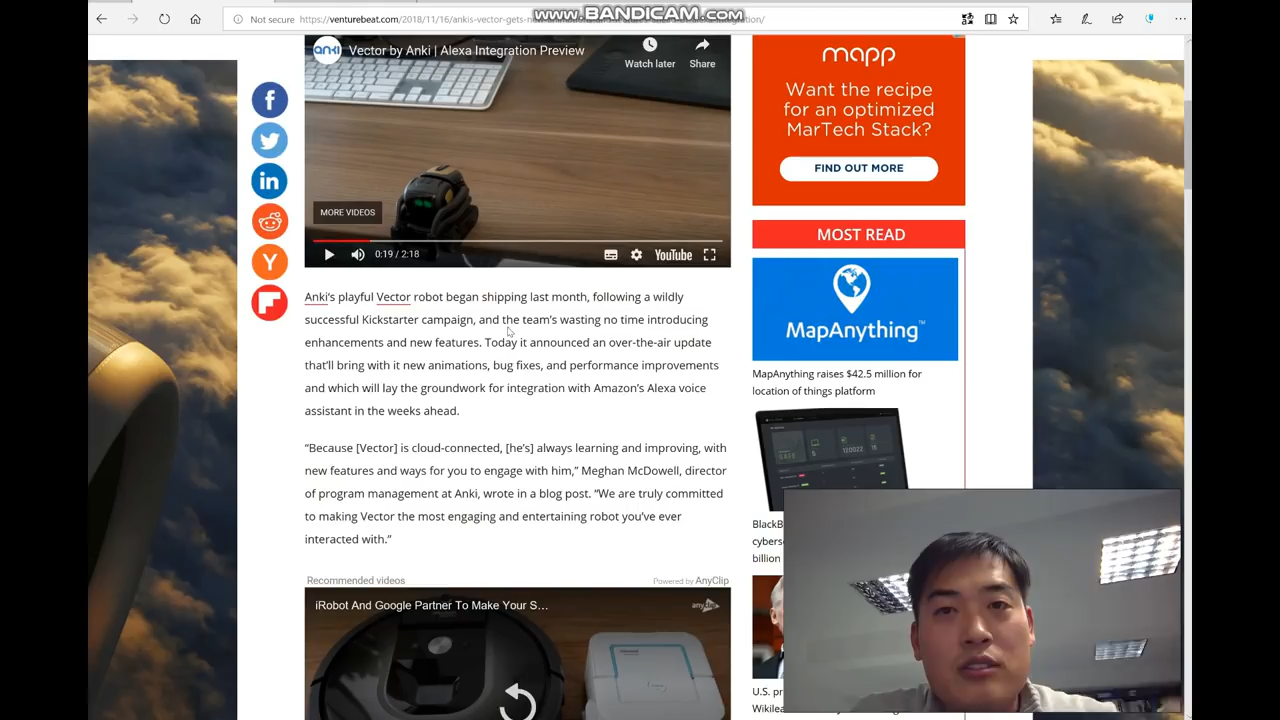 www.BANDICAM.com
Not secure https://venturebeat.com/2018/11/16/ankis-vector-gets-
anki Vector by Anki | Alexa Integration Preview
Watch later
Share
MORE VIDEOS
0:19 / 2:18
YouTube
Anki's playful Vector robot began shipping last month, following a wildly
successful Kickstarter campaign, and the team's wasting no time introducing
enhancements and new features. Today it announced an over-the-air update
that'll bring with it new animations, bug fixes, and performance improvements
and which will lay the groundwork for integration with Amazon's Alexa voice
assistant in the weeks ahead.
“Because [Vector] is cloud-connected, [he's] always learning and improving, with
new features and ways for you to engage with him,” Meghan McDowell, director
of program management at Anki, wrote in a blog post. “We are truly committed
to making Vector the most engaging and entertaining robot you've ever
interacted with.”
Recommended videos
Powered by AnyClip
iRobot And Google Partner To Make Your S...
anyclip
mapp
Want the recipe
for an optimized
MarTech Stack?
FIND OUT MORE
MOST READ
MapAnything
MapAnything raises $42.5 million for
location of things platform
BlackB
cyberse
billion
U.S. pr
Wikilea